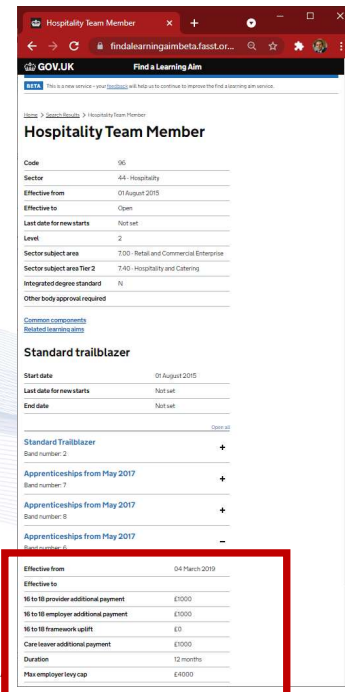 Hospitality Team Member
findalearningaimbeta.fasst.or...
GOV.UK Find a Learning Aim
BETA This is a new service - your feedback will help us to continue to improve the find a learning aim service.
Home > Search Results > Hospitality Team Member
Hospitality Team Member
Code 96
Sector 44 - Hospitality
Effective from 01 August 2015
Effective to Open
Last date for new starts Not set
Level 2
Sector subject area 7.00 - Retail and Commercial Enterprise
Sector subject area Tier 2 7.40 - Hospitality and Catering
Integrated degree standard N
Other body approval required
Common components
Related learning aims
Standard trailblazer
Start date 01 August 2015
Last date for new starts Not set
End date Not set
Open all
Standard Trailblazer +
Band number: 2
Apprenticeships from May 2017 +
Band number: 7
Apprenticeships from May 2017 +
Band number: 8
Apprenticeships from May 2017 –
Band number: 6
Effective from 04 March 2019
Effective to
16 to 18 provider additional payment £1000
16 to 18 employer additional payment £1000
16 to 18 framework uplift £0
Care leaver additional payment £1000
Duration 12 months
Max employer levy cap £4000